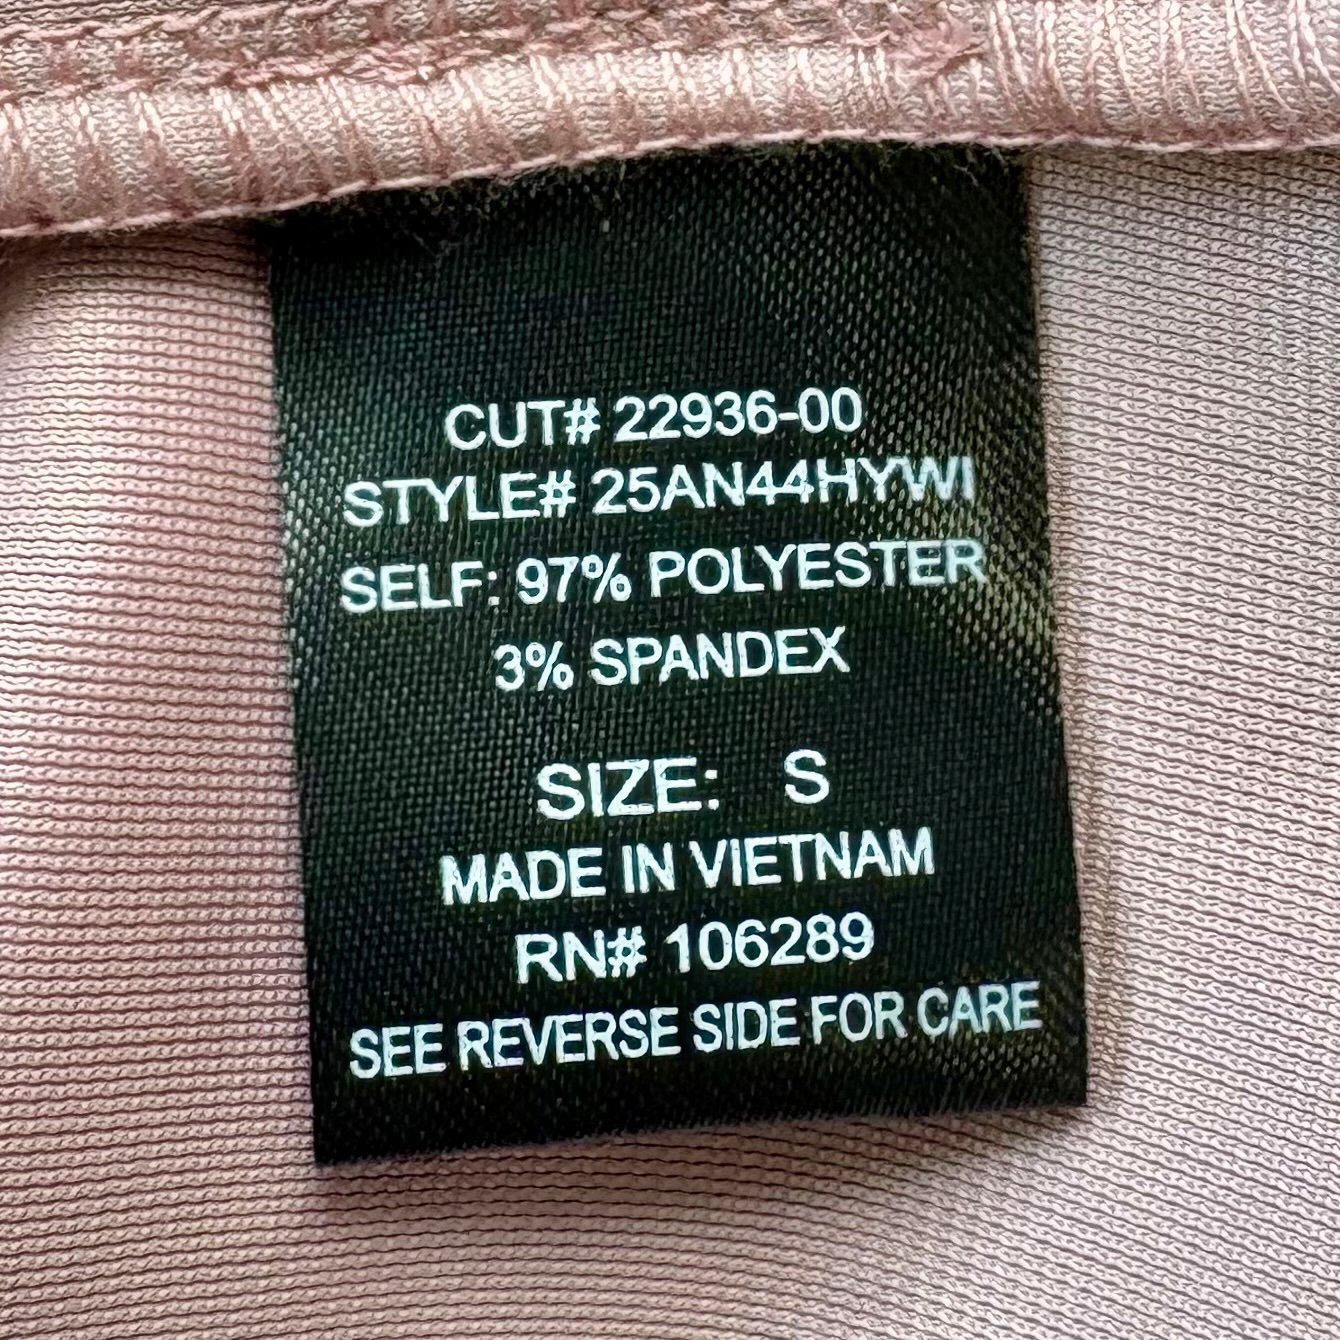 CUT# 22936-00
STYLE# 25AN44HYWI
SELF: 97% POLYESTER
3% SPANDEX
SIZE: S
MADE IN VIETNAM
RN# 106289
SEE REVERSE SIDE FOR CARE